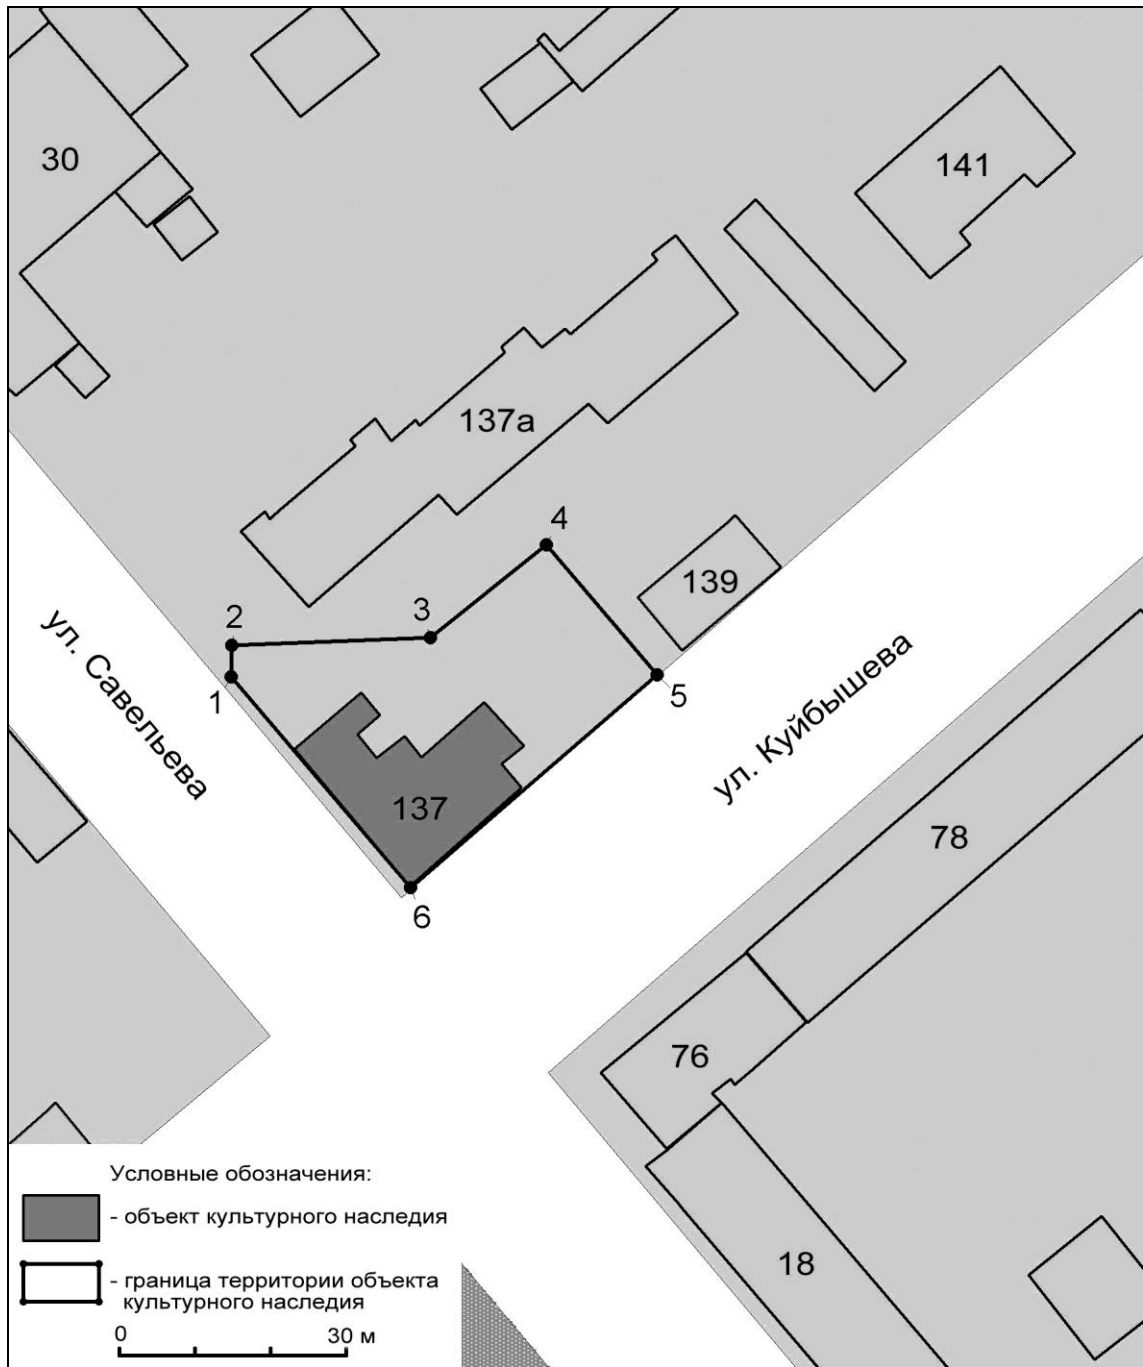 30
141
137а
4
139
3
2
1
5
ул. Савельева
ул. Куйбышева
137
78
6
76
18
Условные обозначения:
- объект культурного наследия
- граница территории объекта
культурного наследия
0 30 м